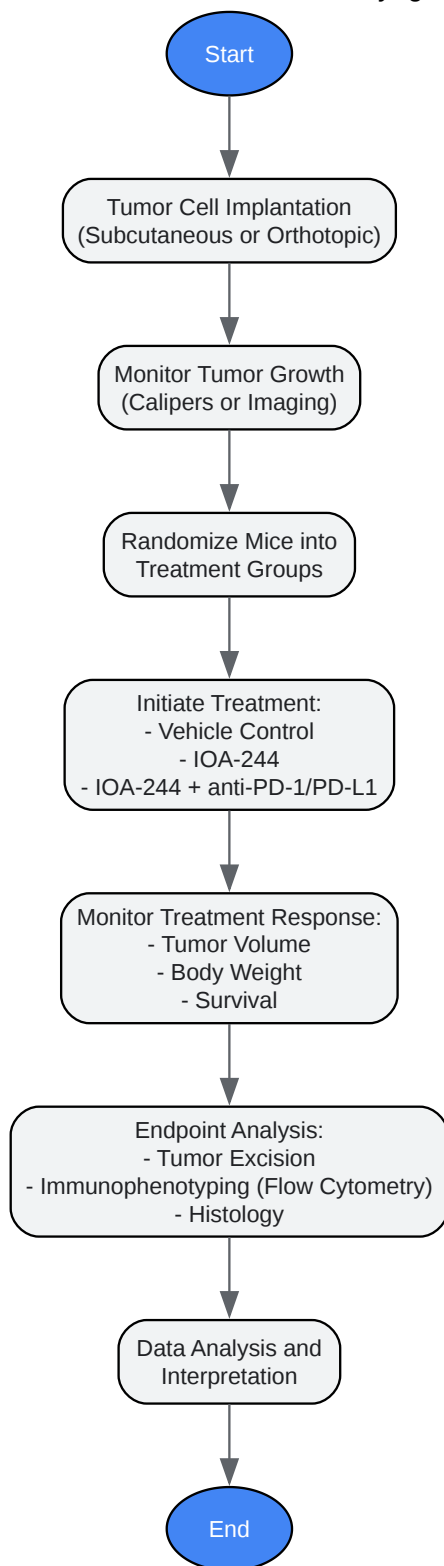 Start
Tumor Cell Implantation
(Subcutaneous or Orthotopic)
Monitor Tumor Growth
(Calipers or Imaging)
Randomize Mice into
Treatment Groups
Initiate Treatment:
- Vehicle Control
- IOA-244
- IOA-244 + anti-PD-1/PD-L1
Monitor Treatment Response:
- Tumor Volume
- Body Weight
- Survival
Endpoint Analysis:
- Tumor Excision
- Immunophenotyping (Flow Cytometry)
- Histology
Data Analysis and
Interpretation
End